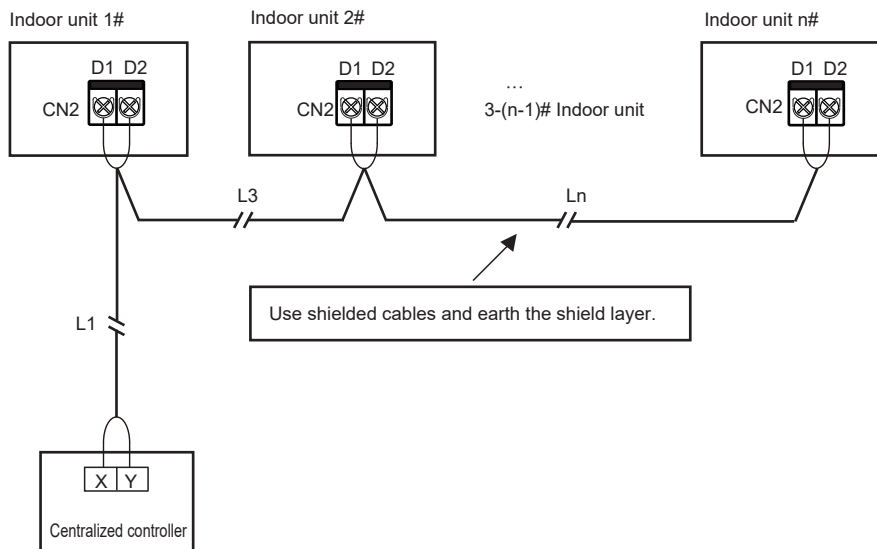 Indoor unit 1#
Indoor unit 2#
Indoor unit n#
D1 D2
D1 D2
D1 D2
CN2
CN2
CN2
...
3-(n-1)# Indoor unit
L3
Ln
Use shielded cables and earth the shield layer.
L1
X Y
Centralized controller